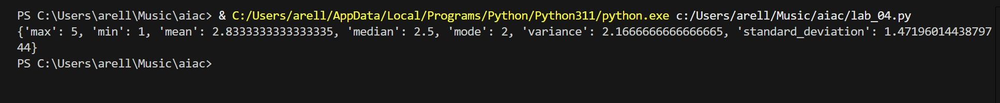 PS C:\Users\arell\Music\aiac> & C:/Users/arell/AppData/Local/Programs/Python/Python311/python.exe c:/Users/arell/Music/aiac/lab_04.py
{'max': 5, 'min': 1, 'mean': 2.8333333333333335, 'median': 2.5, 'mode': 2, 'variance': 2.1666666666666665, 'standard_deviation': 1.47196014438797
44}
PS C:\Users\arell\Music\aiac>